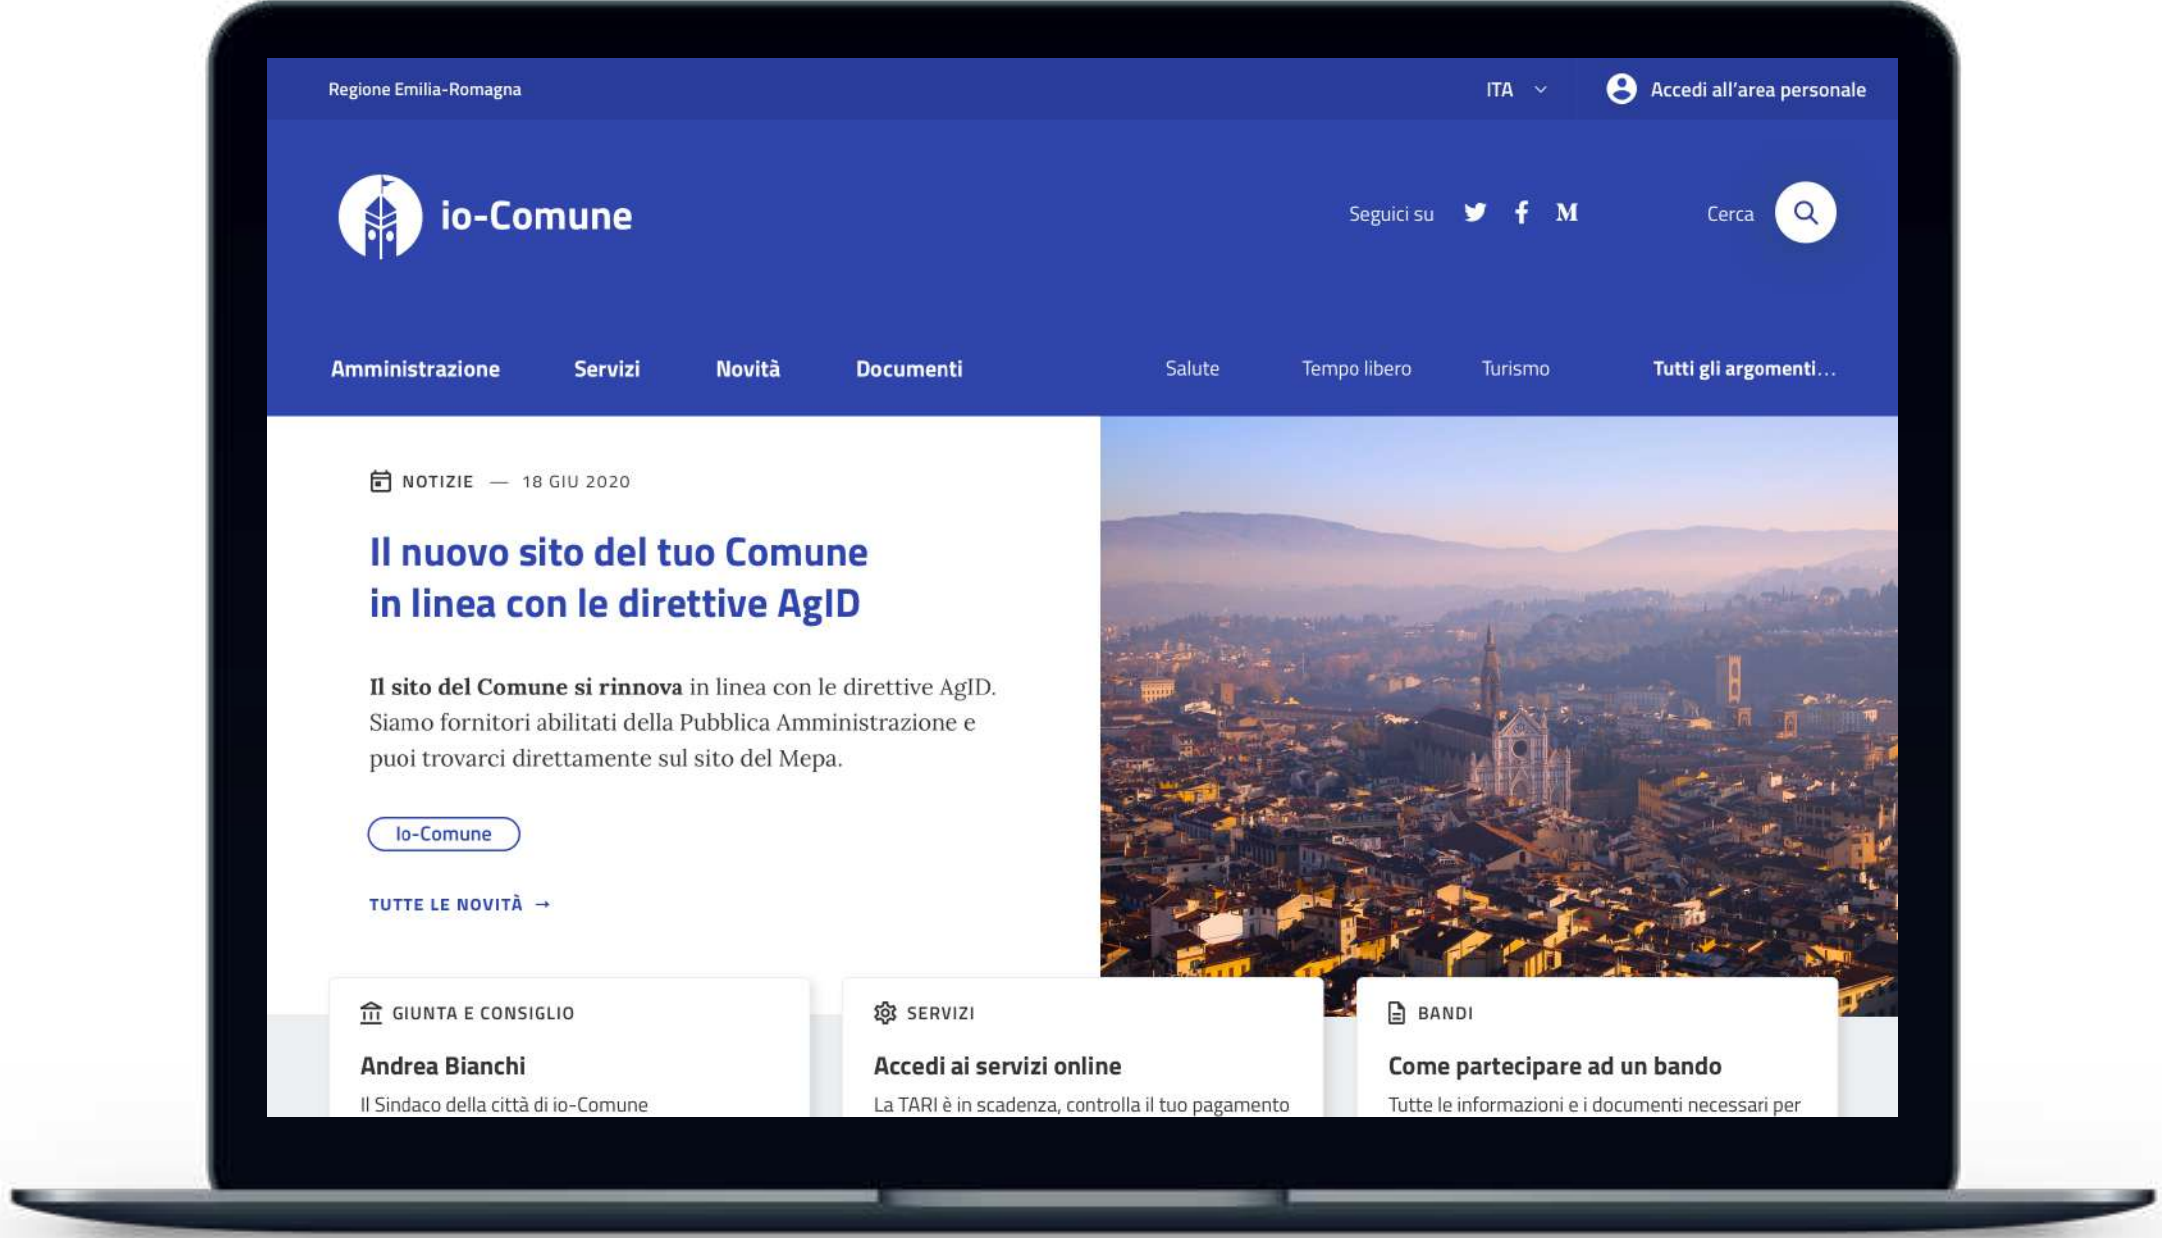 Regione Emilia-Romagna
ITA
Accedi all'area personale
io-Comune
Seguici su
Cerca
Amministrazione Servizi Novità Documenti Salute Tempo libero Turismo Tutti gli argomenti...
NOTIZIE — 18 GIU 2020
Il nuovo sito del tuo Comune
in linea con le direttive AgID
Il sito del Comune si rinnova in linea con le direttive AgID.
Siamo fornitori abilitati della Pubblica Amministrazione e
puoi trovarci direttamente sul sito del Mepa.
Io-Comune
TUTTE LE NOVITÀ →
GIUNTA E CONSIGLIO
Andrea Bianchi
Il Sindaco della città di io-Comune
SERVIZI
Accedi ai servizi online
La TARI è in scadenza, controlla il tuo pagamento
BANDI
Come partecipare ad un bando
Tutte le informazioni e i documenti necessari per